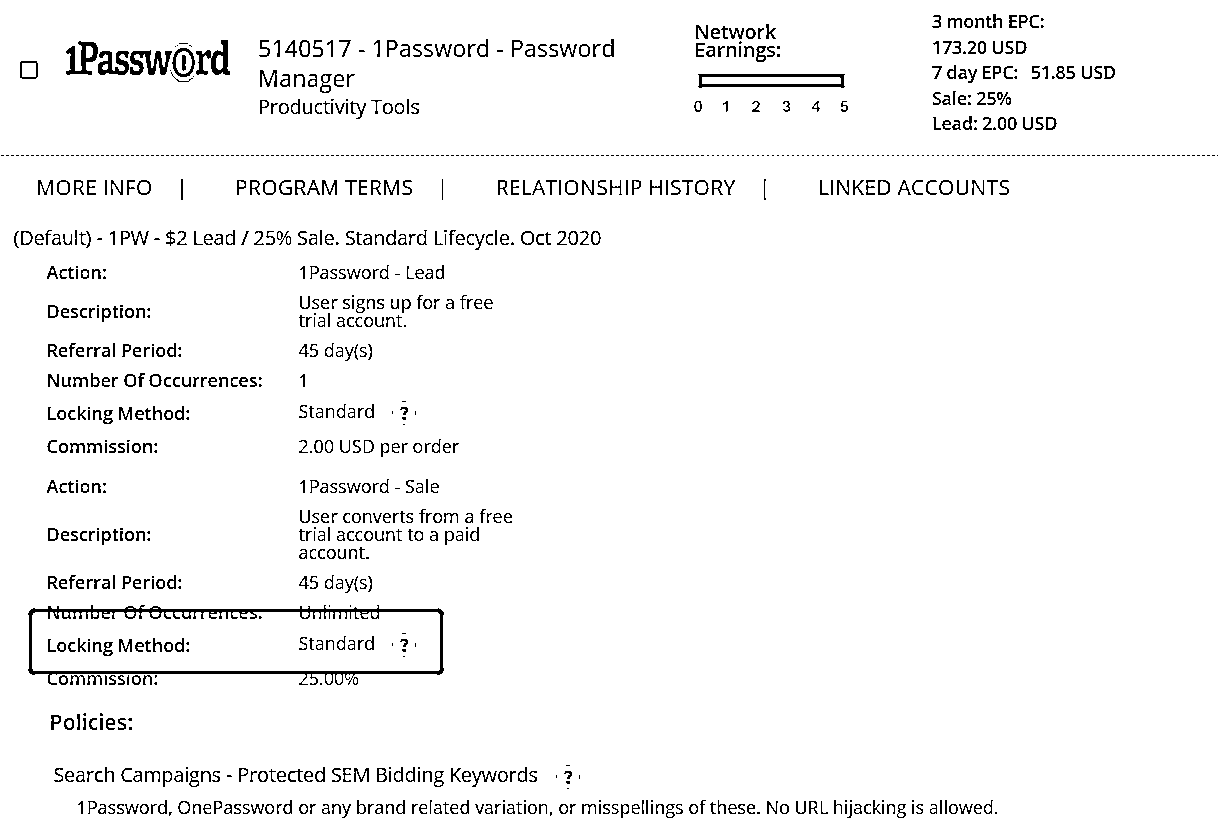 1Password
5140517 - 1Password - Password
Manager
Productivity Tools
Network
Earnings:
0 1 2 3 4 5
3 month EPC:
173.20 USD
7 day EPC: 51.85 USD
Sale: 25%
Lead: 2.00 USD
MORE INFO | PROGRAM TERMS | RELATIONSHIP HISTORY | LINKED ACCOUNTS
(Default) - 1PW - $2 Lead / 25% Sale. Standard Lifecycle. Oct 2020
Action: 1Password - Lead
Description: User signs up for a free
trial account.
Referral Period: 45 day(s)
Number Of Occurrences: 1
Locking Method: Standard ?
Commission: 2.00 USD per order
Action: 1Password - Sale
Description: User converts from a free
trial account to a paid
account.
Referral Period: 45 day(s)
Number Of Occurrences: Unlimited
Locking Method: Standard ?
Commission: 25.00%
Policies:
Search Campaigns - Protected SEM Bidding Keywords ?
1Password, OnePassword or any brand related variation, or misspellings of these. No URL hijacking is allowed.